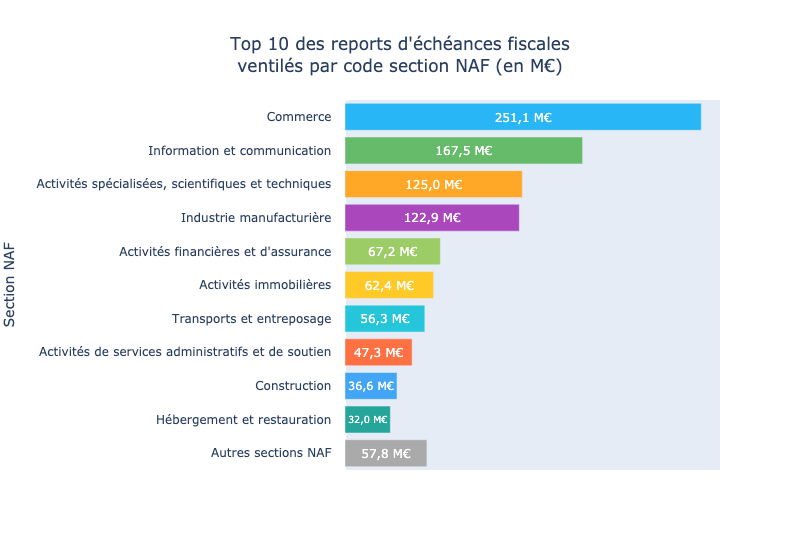 Top 10 des reports d'échéances fiscales
ventilés par code section NAF (en M€)
Section NAF
Commerce 251,1 M€
Information et communication 167,5 M€
Activités spécialisées, scientifiques et techniques 125,0 M€
Industrie manufacturière 122,9 M€
Activités financières et d'assurance 67,2 M€
Activités immobilières 62,4 M€
Transports et entreposage 56,3 M€
Activités de services administratifs et de soutien 47,3 M€
Construction 36,6 M€
Hébergement et restauration 32,0 M€
Autres sections NAF 57,8 M€